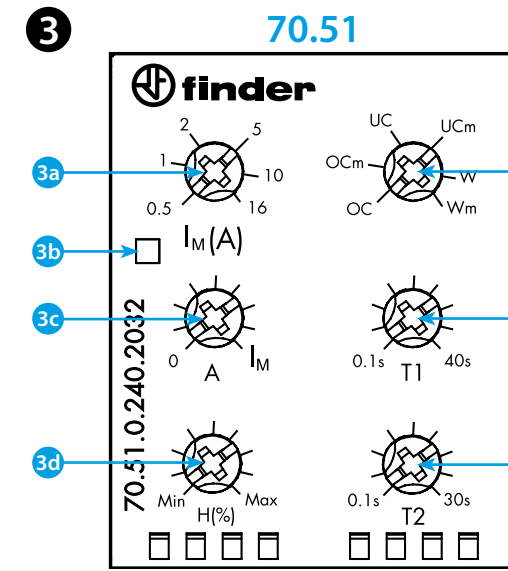 3 70.51
finder
2 5 UC UCm
3a 1 10 OCm W
0.5 16 OC Wm
IM(A)
3b
3c
0 IM 0.1s 40s
A T1
70.51.0.240.2032
3d
Min Max 0.1s 30s
H(%) T2